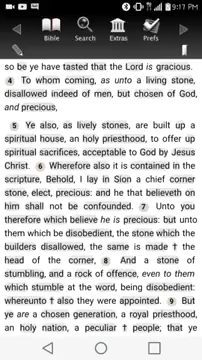 9:17 PM
Bible Search Extras Prefs
so be ye have tasted that the Lord is gracious.
4 To whom coming, as unto a living stone,
disallowed indeed of men, but chosen of God,
and precious,
5 Ye also, as lively stones, are built up a
spiritual house, an holy priesthood, to offer up
spiritual sacrifices, acceptable to God by Jesus
Christ. 6 Wherefore also it is contained in the
scripture, Behold, I lay in Sion a chief corner
stone, elect, precious: and he that believeth on
him shall not be confounded. 7 Unto you
therefore which believe he is precious: but unto
them which be disobedient, the stone which the
builders disallowed, the same is made † the
head of the corner, 8 And a stone of
stumbling, and a rock of offence, even to them
which stumble at the word, being disobedient:
whereunto † also they were appointed. 9 But
ye are a chosen generation, a royal priesthood,
an holy nation, a peculiar † people; that ye